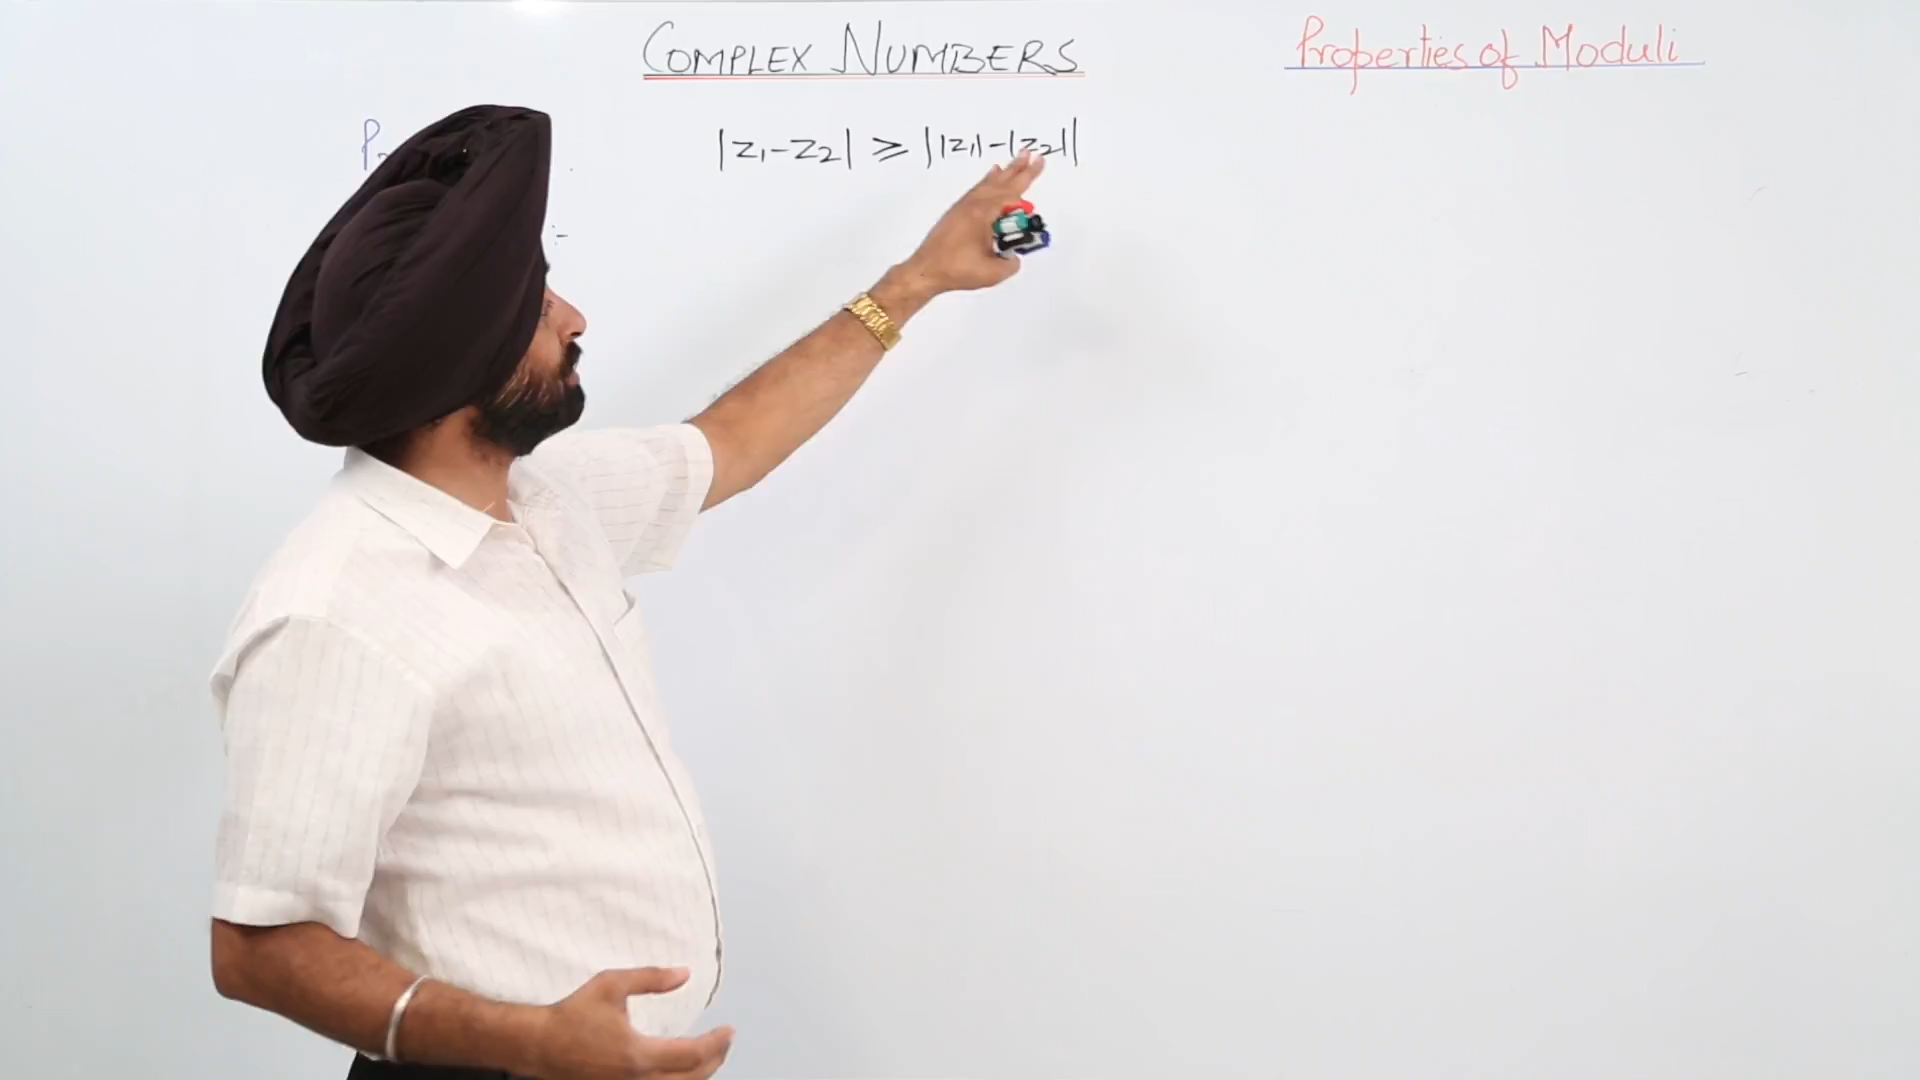 COMPLEX NUMBERS
Properties of Moduli
|z₁-z₂| ⩾ ||z₁|-|z₂||
:-